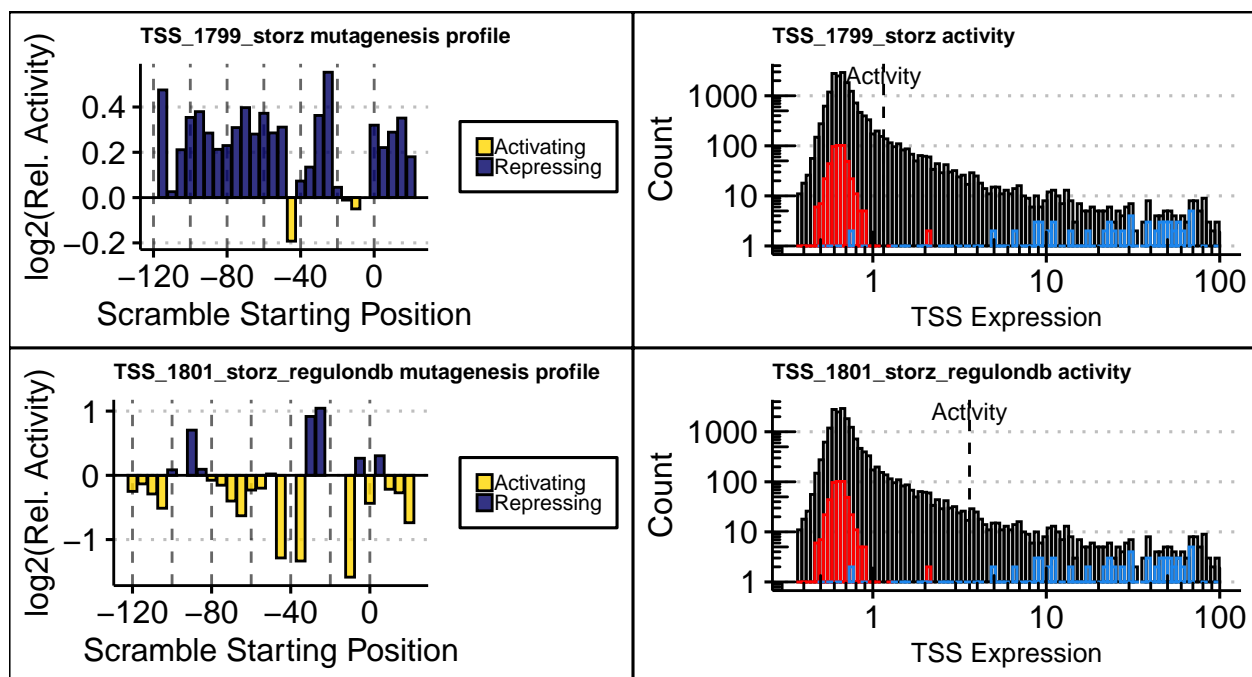 TSS_1799_storz mutagenesis profile
log2(Rel. Activity)
0.4
0.2
0.0
−0.2
−120
−80
−40
0
Scramble Starting Position
Activating
Repressing
TSS_1799_storz activity
Activity
Count
1000
100
10
1
1
10
100
TSS Expression
TSS_1801_storz_regulondb mutagenesis profile
log2(Rel. Activity)
1
0
−1
−120
−80
−40
0
Scramble Starting Position
Activating
Repressing
TSS_1801_storz_regulondb activity
Activity
Count
1000
100
10
1
1
10
100
TSS Expression